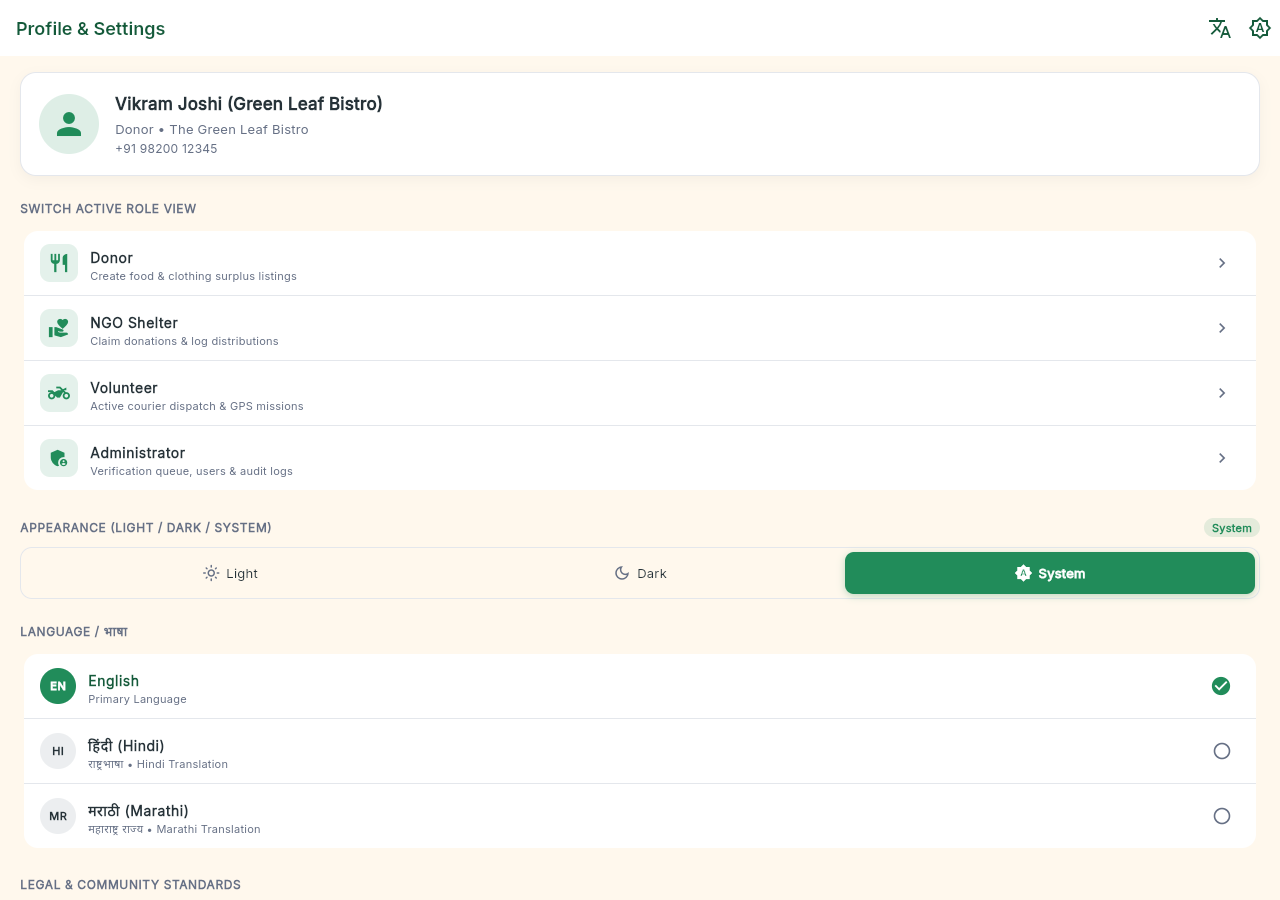 Profile & Settings
Vikram Joshi (Green Leaf Bistro)
Donor • The Green Leaf Bistro
+91 98200 12345
SWITCH ACTIVE ROLE VIEW
Donor
Create food & clothing surplus listings
NGO Shelter
Claim donations & log distributions
Volunteer
Active courier dispatch & GPS missions
Administrator
Verification queue, users & audit logs
APPEARANCE (LIGHT / DARK / SYSTEM)
System
Light
Dark
System
LANGUAGE / भाषा
EN
English
Primary Language
HI
हिंदी (Hindi)
राष्ट्रभाषा • Hindi Translation
MR
मराठी (Marathi)
महाराष्ट्र राज्य • Marathi Translation
LEGAL & COMMUNITY STANDARDS